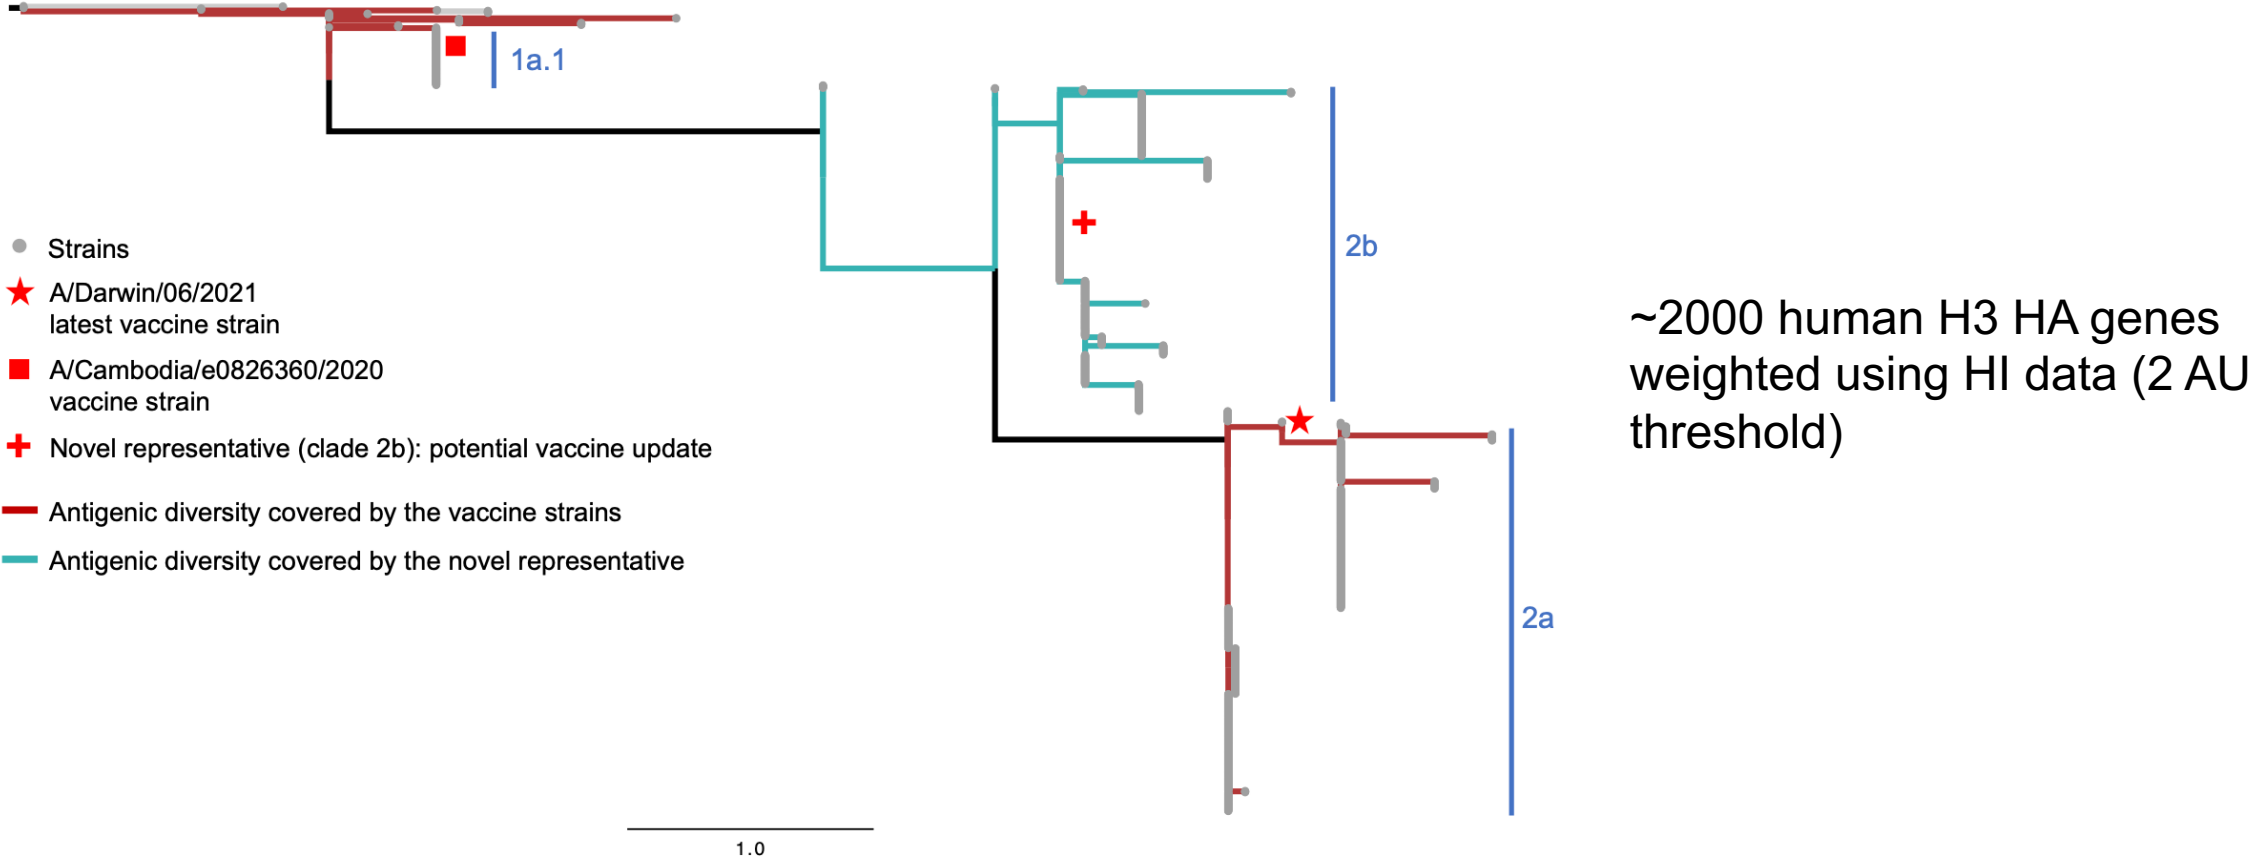 1a.1
2b
Strains
A/Darwin/06/2021
latest vaccine strain
A/Cambodia/e0826360/2020
vaccine strain
Novel representative (clade 2b): potential vaccine update
Antigenic diversity covered by the vaccine strains
Antigenic diversity covered by the novel representative
~2000 human H3 HA genes
weighted using HI data (2 AU
threshold)
2a
1.0